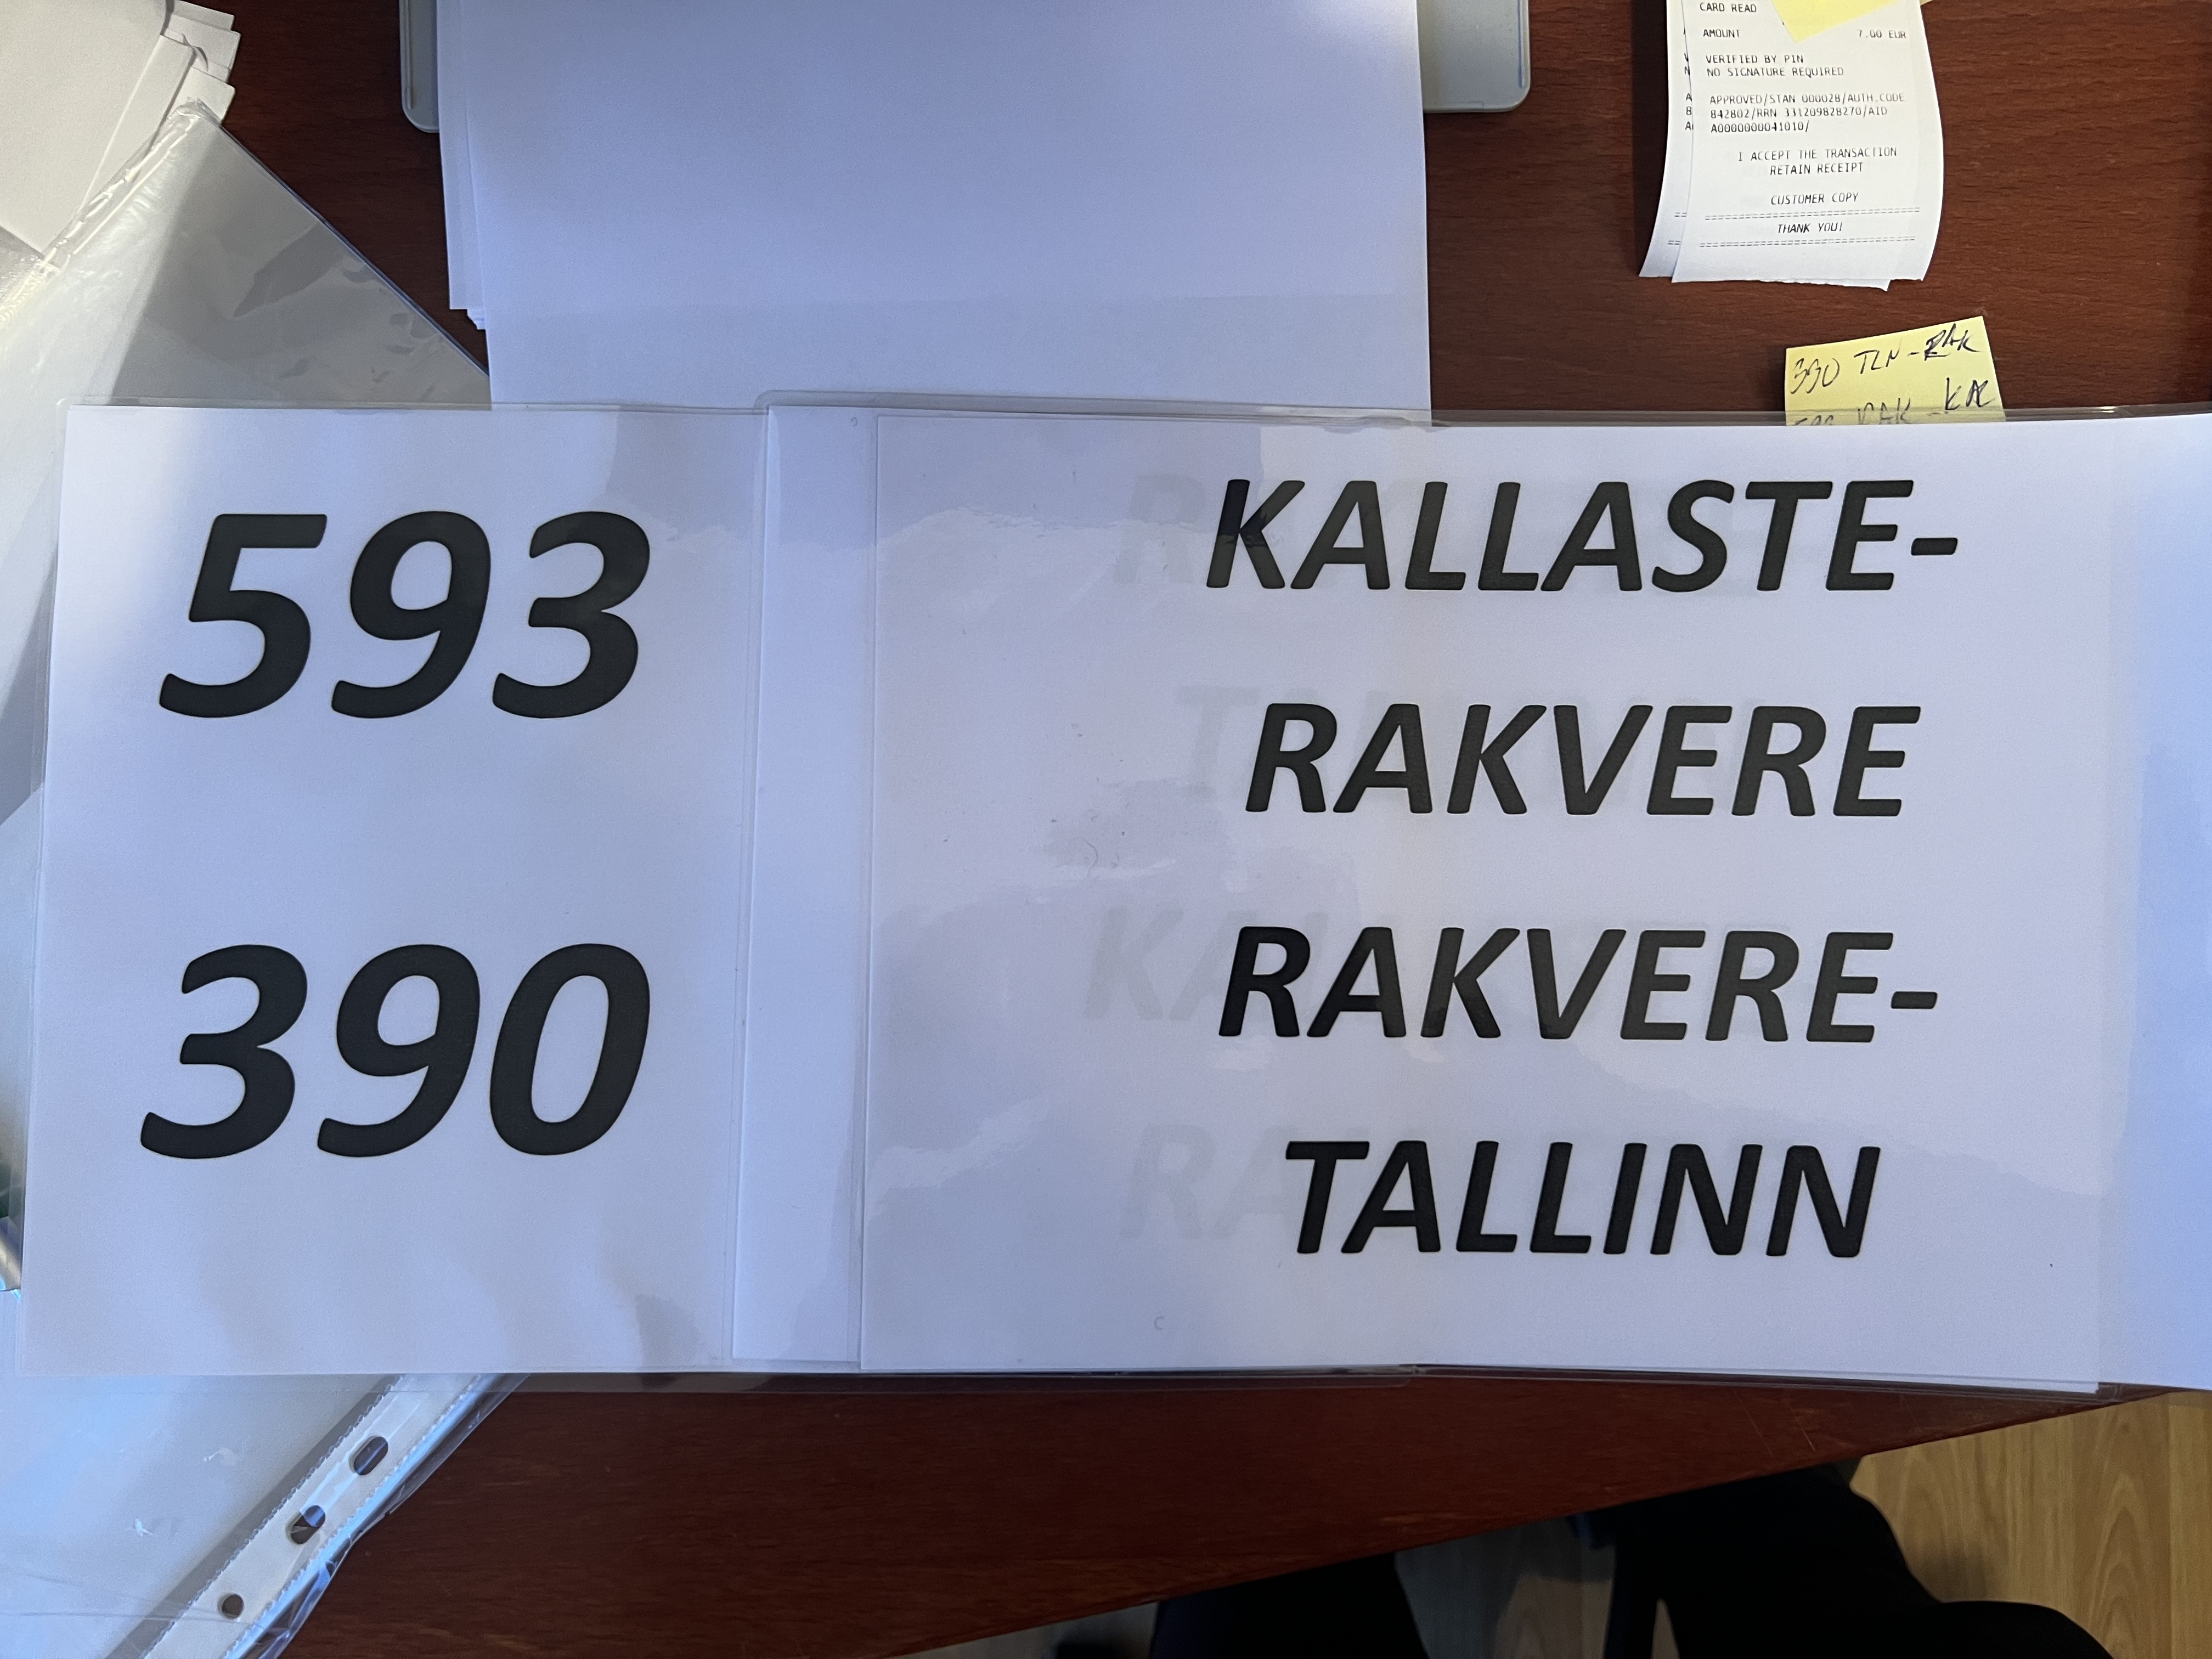 CARD READ
AMOUNT 7.00 EUR
VERIFIED BY PIN
NO SIGNATURE REQUIRED
APPROVED/STAN 000028/AUTH.CODE
842802/RRN 331209828270/AID
A0000000041010/
I ACCEPT THE TRANSACTION
RETAIN RECEIPT
CUSTOMER COPY
THANK YOU!
390 TLN-RAK
RAK-KAL
593
390
KALLASTE-
RAKVERE
RAKVERE-
TALLINN